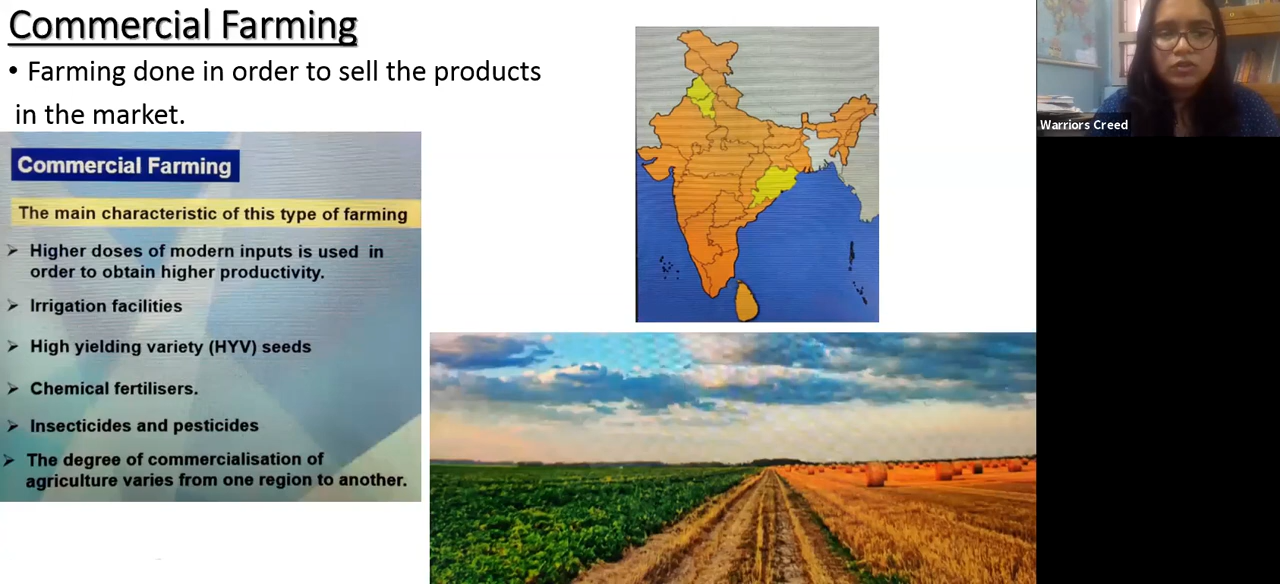 Commercial Farming
• Farming done in order to sell the products
in the market.
Commercial Farming
The main characteristic of this type of farming
➢ Higher doses of modern inputs is used in
order to obtain higher productivity.
➢ Irrigation facilities
➢ High yielding variety (HYV) seeds
➢ Chemical fertilisers.
➢ Insecticides and pesticides
➢ The degree of commercialisation of
agriculture varies from one region to another.
Warriors Creed